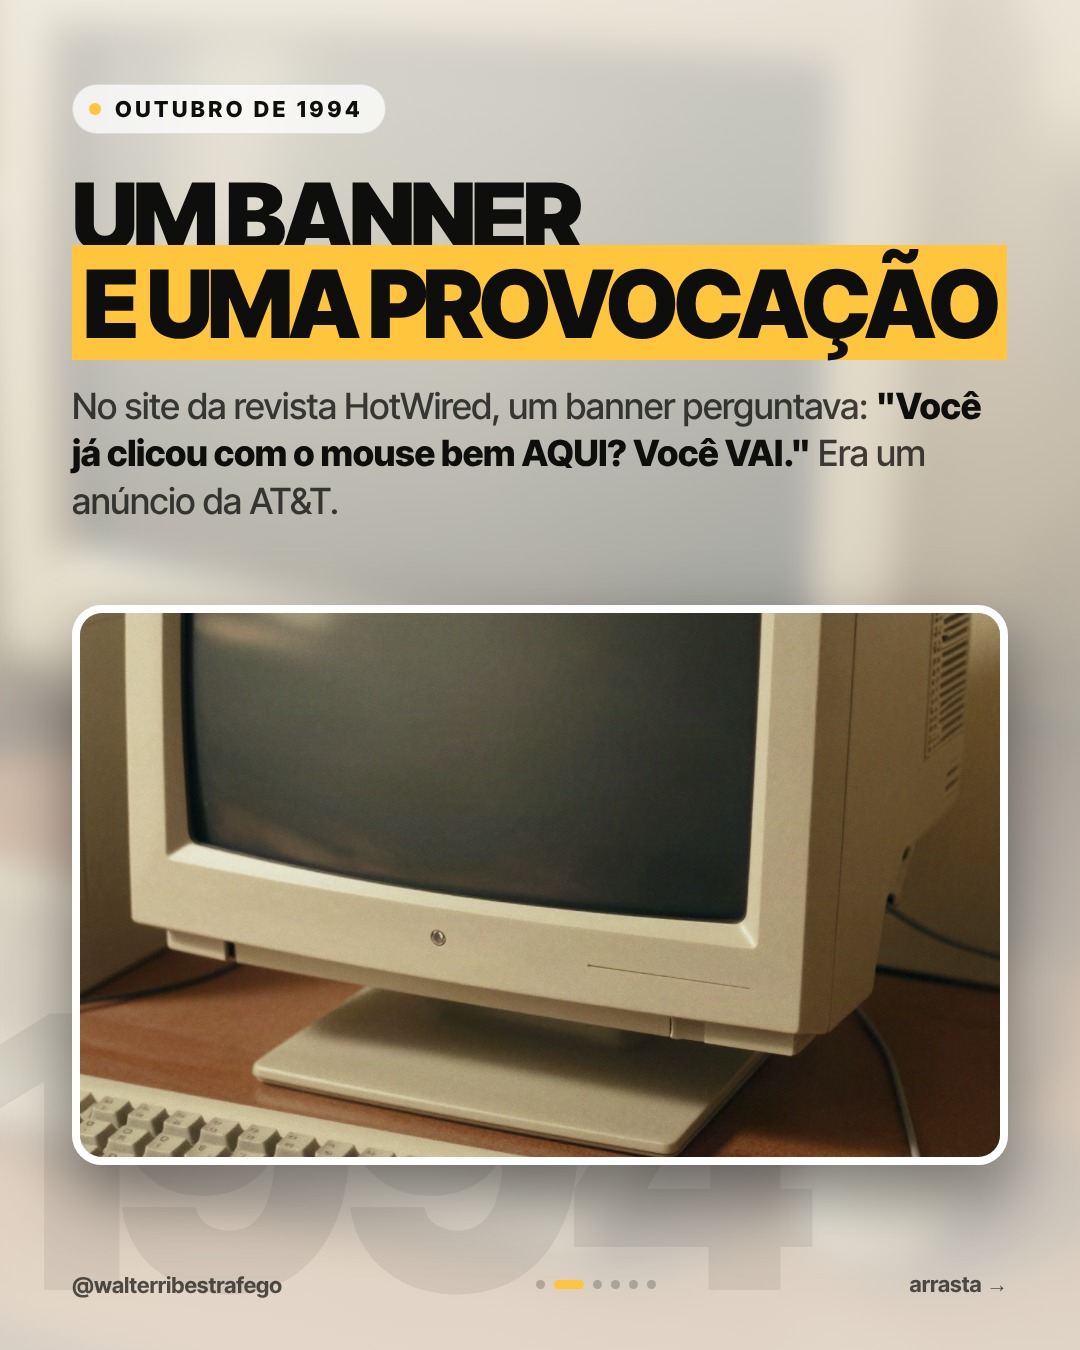 OUTUBRO DE 1994
UM BANNER
E UMA PROVOCAÇÃO
No site da revista HotWired, um banner perguntava: "Você
já clicou com o mouse bem AQUI? Você VAI." Era um
anúncio da AT&T.
1994
@walterribestrafego
arrasta →